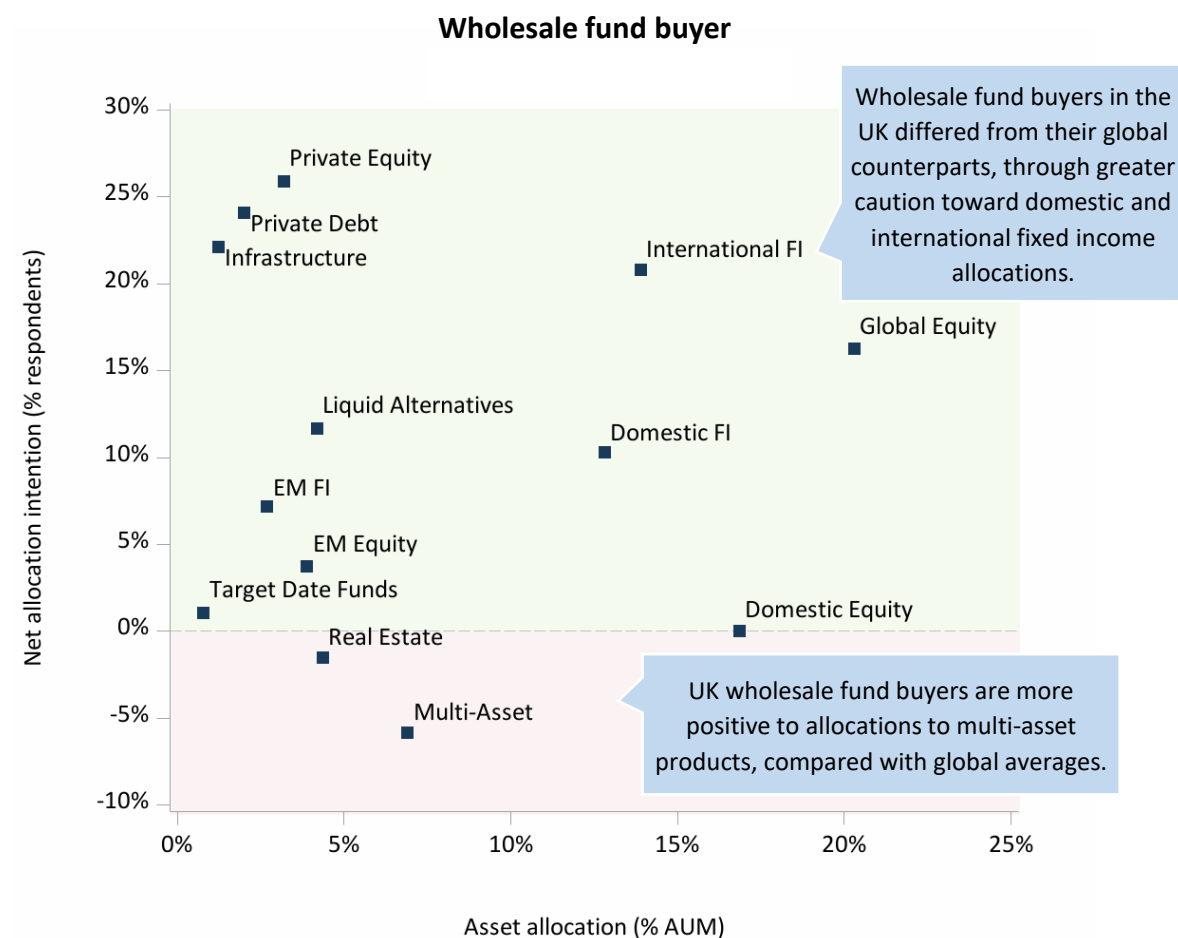 Wholesale fund buyer
Wholesale fund buyers in the
UK differed from their global
counterparts, through greater
caution toward domestic and
international fixed income
allocations.
Net allocation intention (% respondents)
30%
25%
20%
15%
10%
5%
0%
-5%
-10%
Private Equity
Private Debt
Infrastructure
International FI
Global Equity
Liquid Alternatives
Domestic FI
EM FI
EM Equity
Target Date Funds
Domestic Equity
Real Estate
Multi-Asset
UK wholesale fund buyers are more
positive to allocations to multi-asset
products, compared with global averages.
0%
5%
10%
15%
20%
25%
Asset allocation (% AUM)